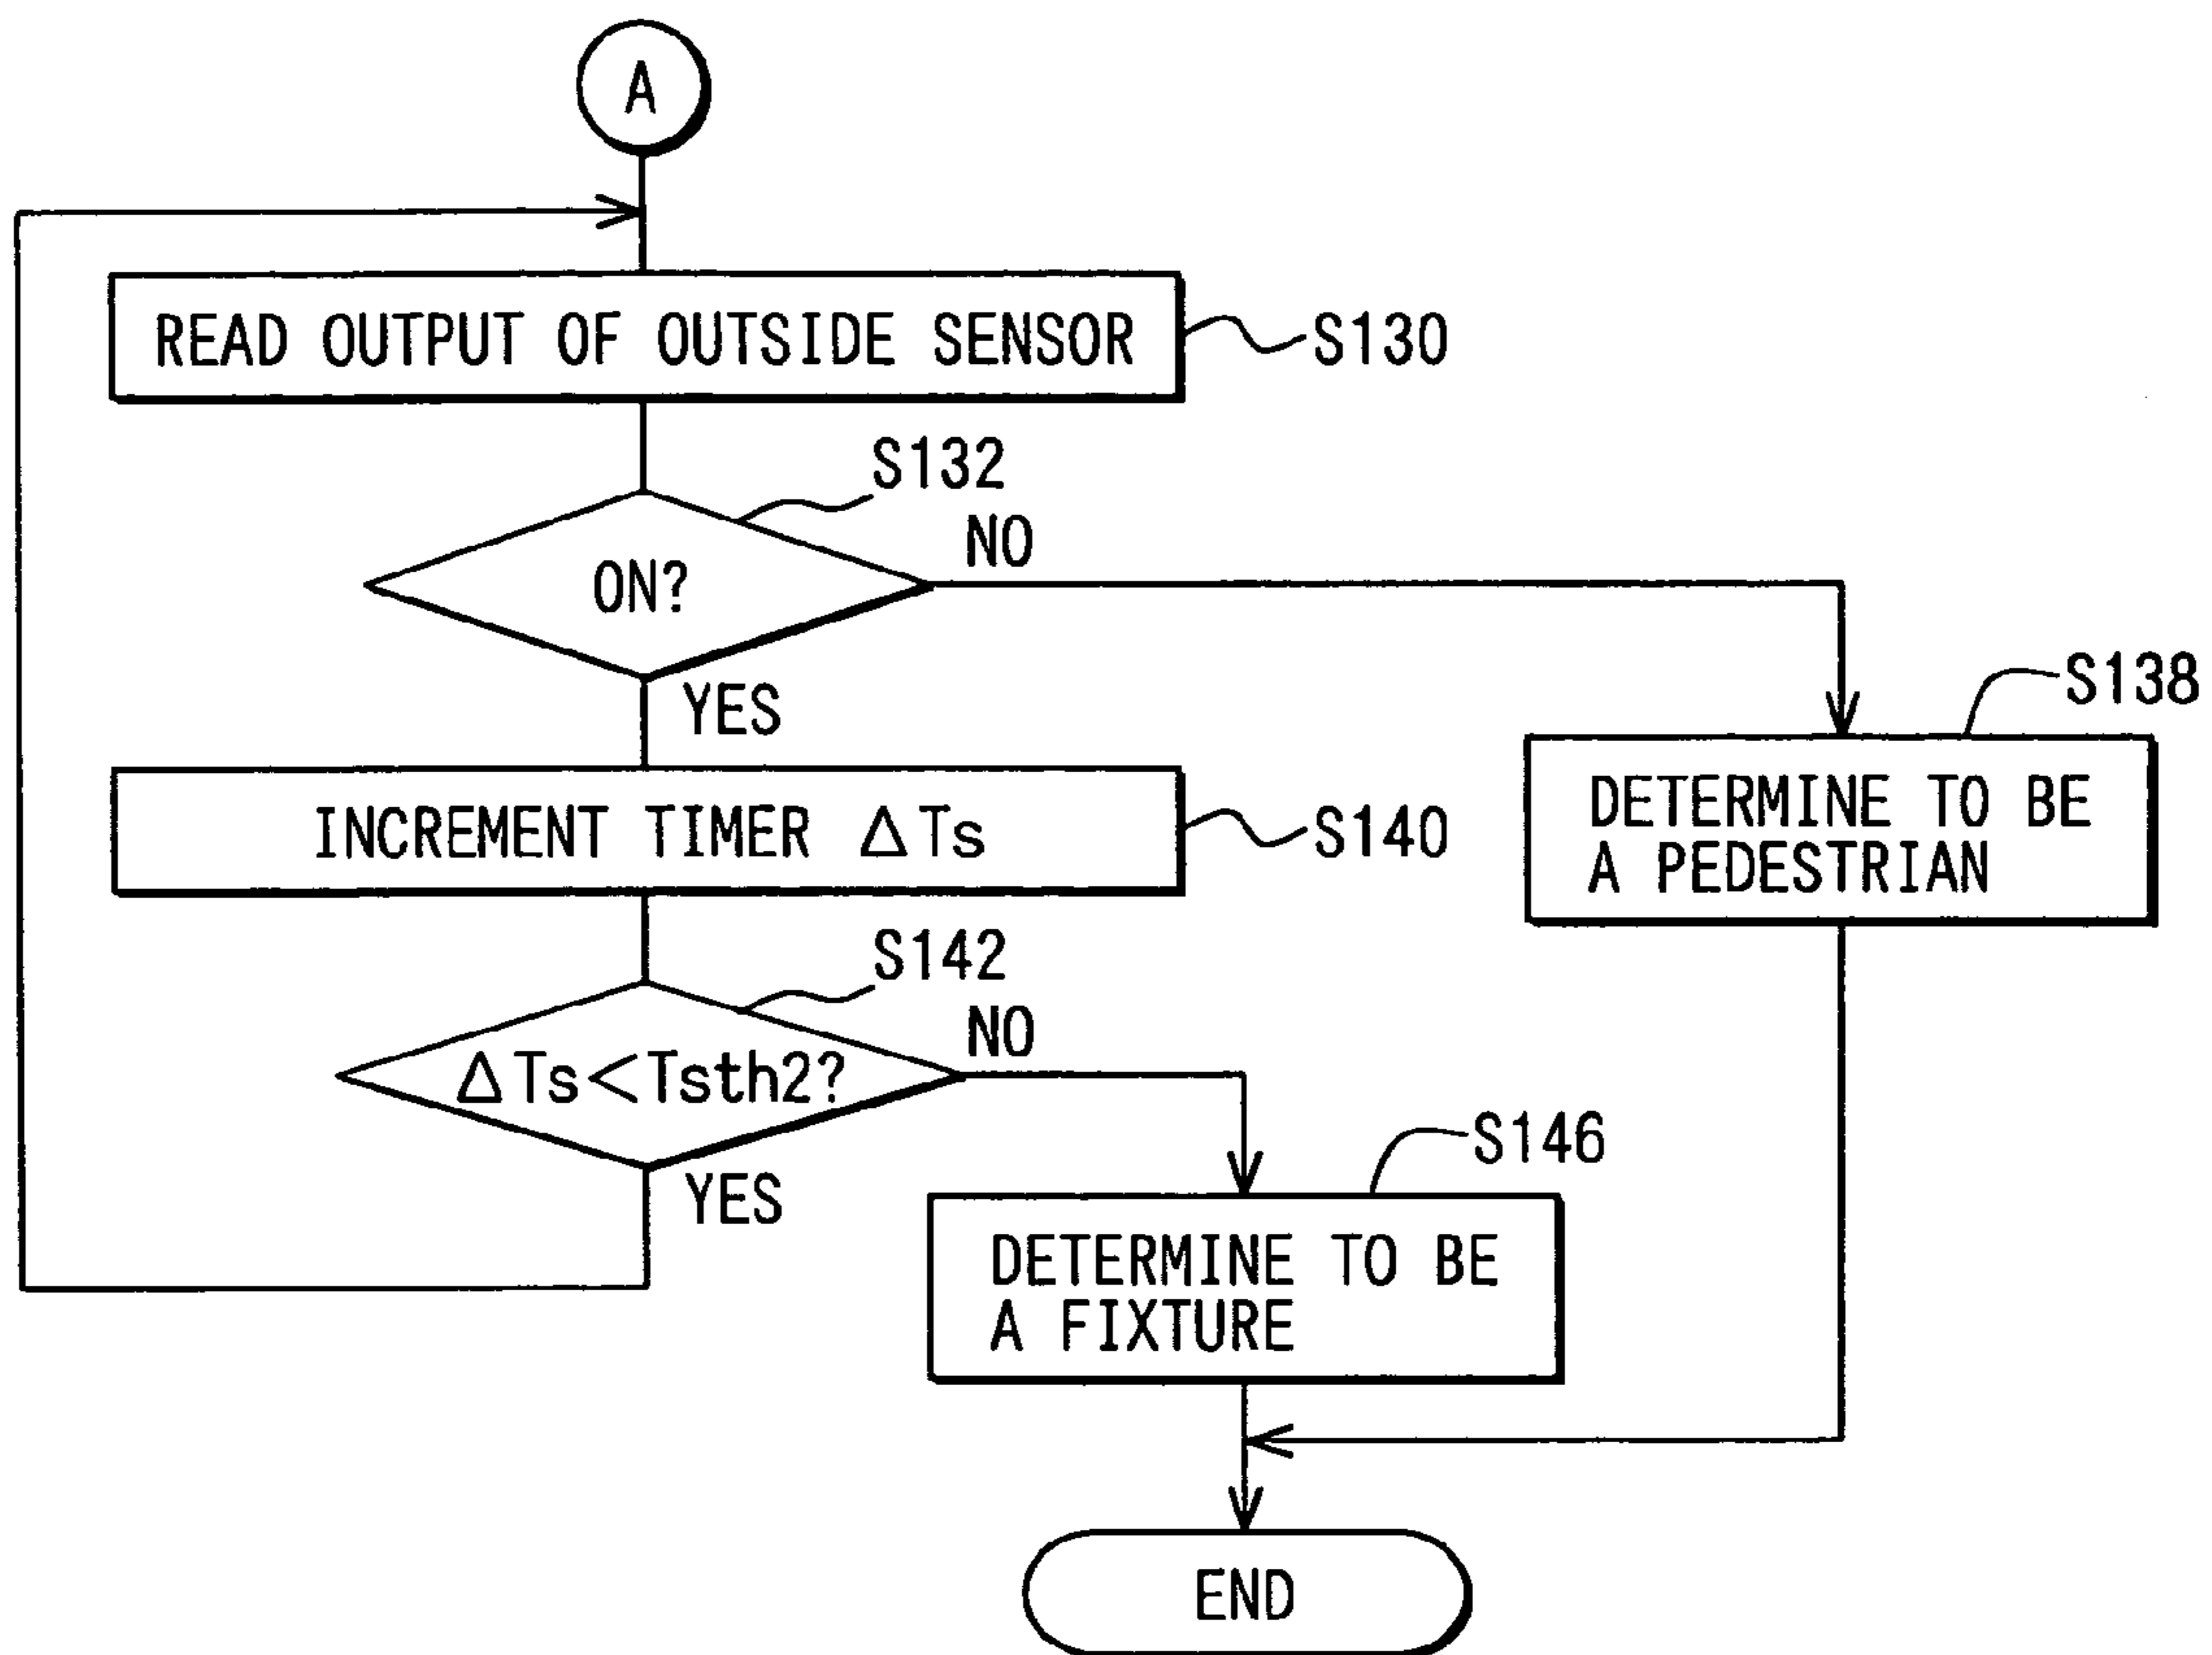 A
READ OUTPUT OF OUTSIDE SENSOR
S130
S132
NO
ON?
YES
S138
DETERMINE TO BE
A PEDESTRIAN
INCREMENT TIMER ΔTs
S140
S142
NO
ΔTs<Tsth2?
YES
S146
DETERMINE TO BE
A FIXTURE
END